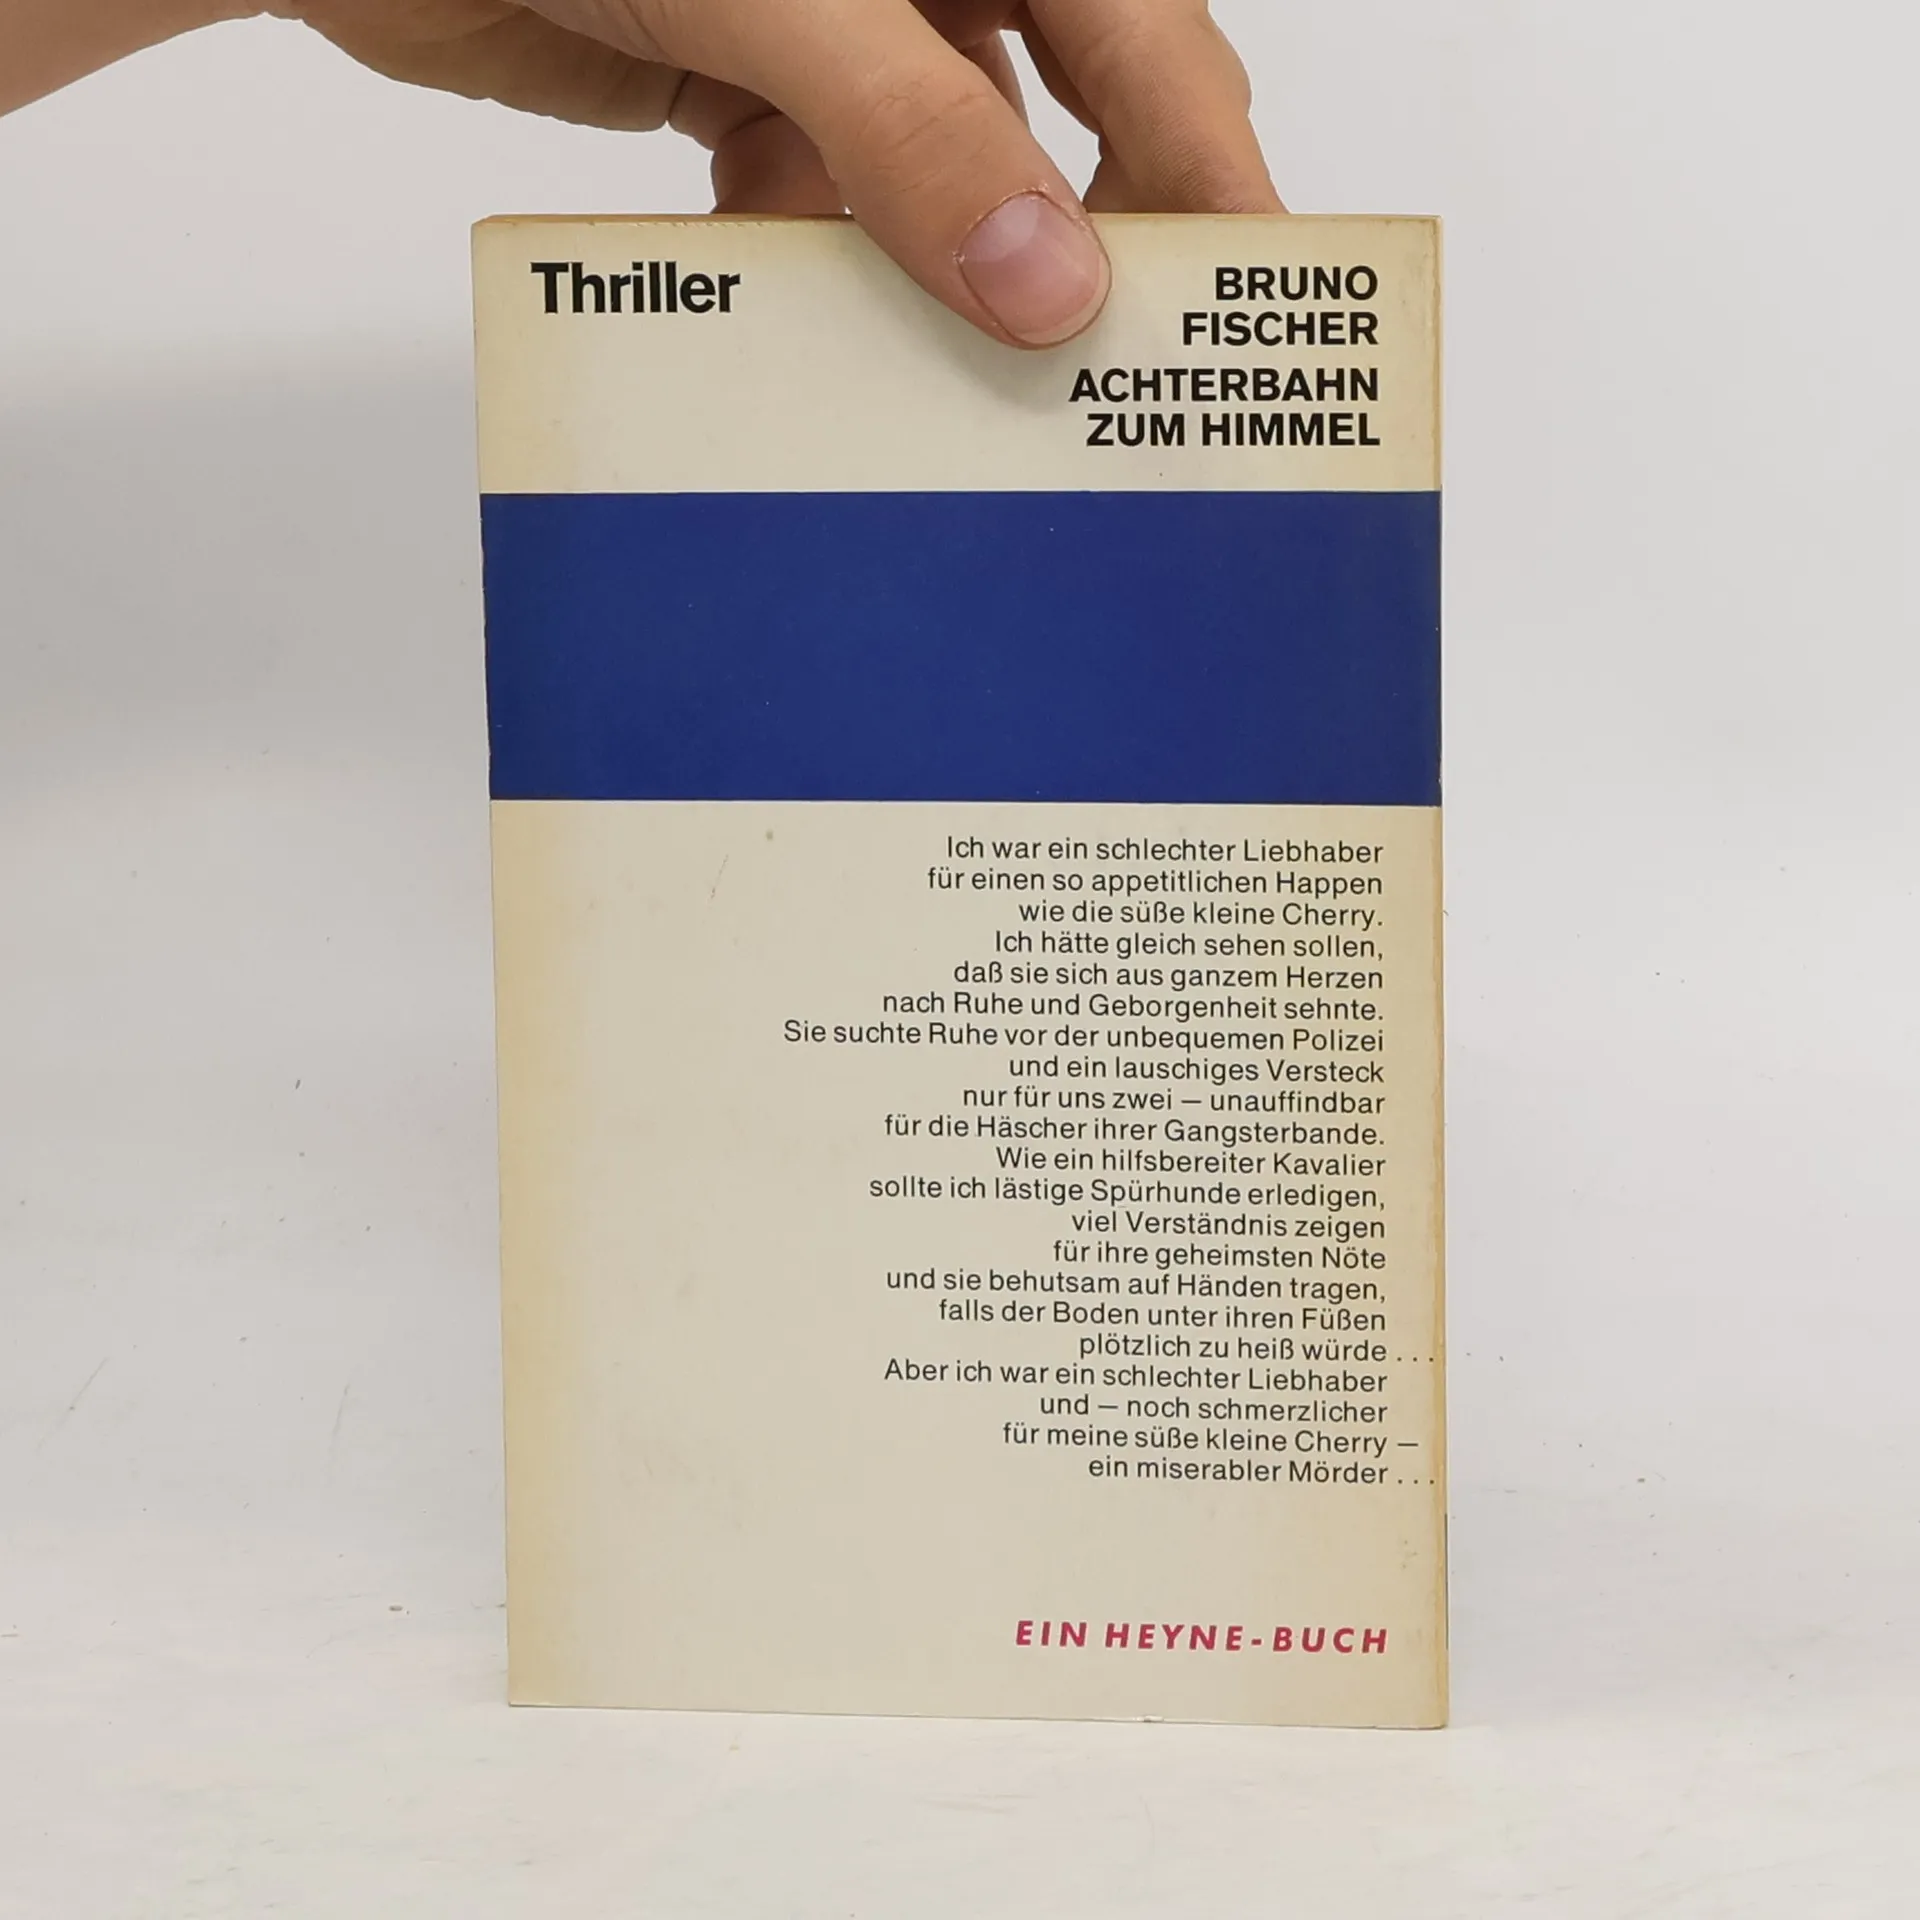 Thriller
BRUNO
FISCHER
ACHTERBAHN
ZUM HIMMEL
Ich war ein schlechter Liebhaber
für einen so appetitlichen Happen
wie die süße kleine Cherry.
Ich hätte gleich sehen sollen,
daß sie sich aus ganzem Herzen
nach Ruhe und Geborgenheit sehnte.
Sie suchte Ruhe vor der unbequemen Polizei
und ein lauschiges Versteck
nur für uns zwei — unauffindbar
für die Häscher ihrer Gangsterbande.
Wie ein hilfsbereiter Kavalier
sollte ich lästige Spürhunde erledigen,
viel Verständnis zeigen
für ihre geheimsten Nöte
und sie behutsam auf Händen tragen,
falls der Boden unter ihren Füßen
plötzlich zu heiß würde ...
Aber ich war ein schlechter Liebhaber
und — noch schmerzlicher
für meine süße kleine Cherry —
ein miserabler Mörder ...
EIN HEYNE-BUCH